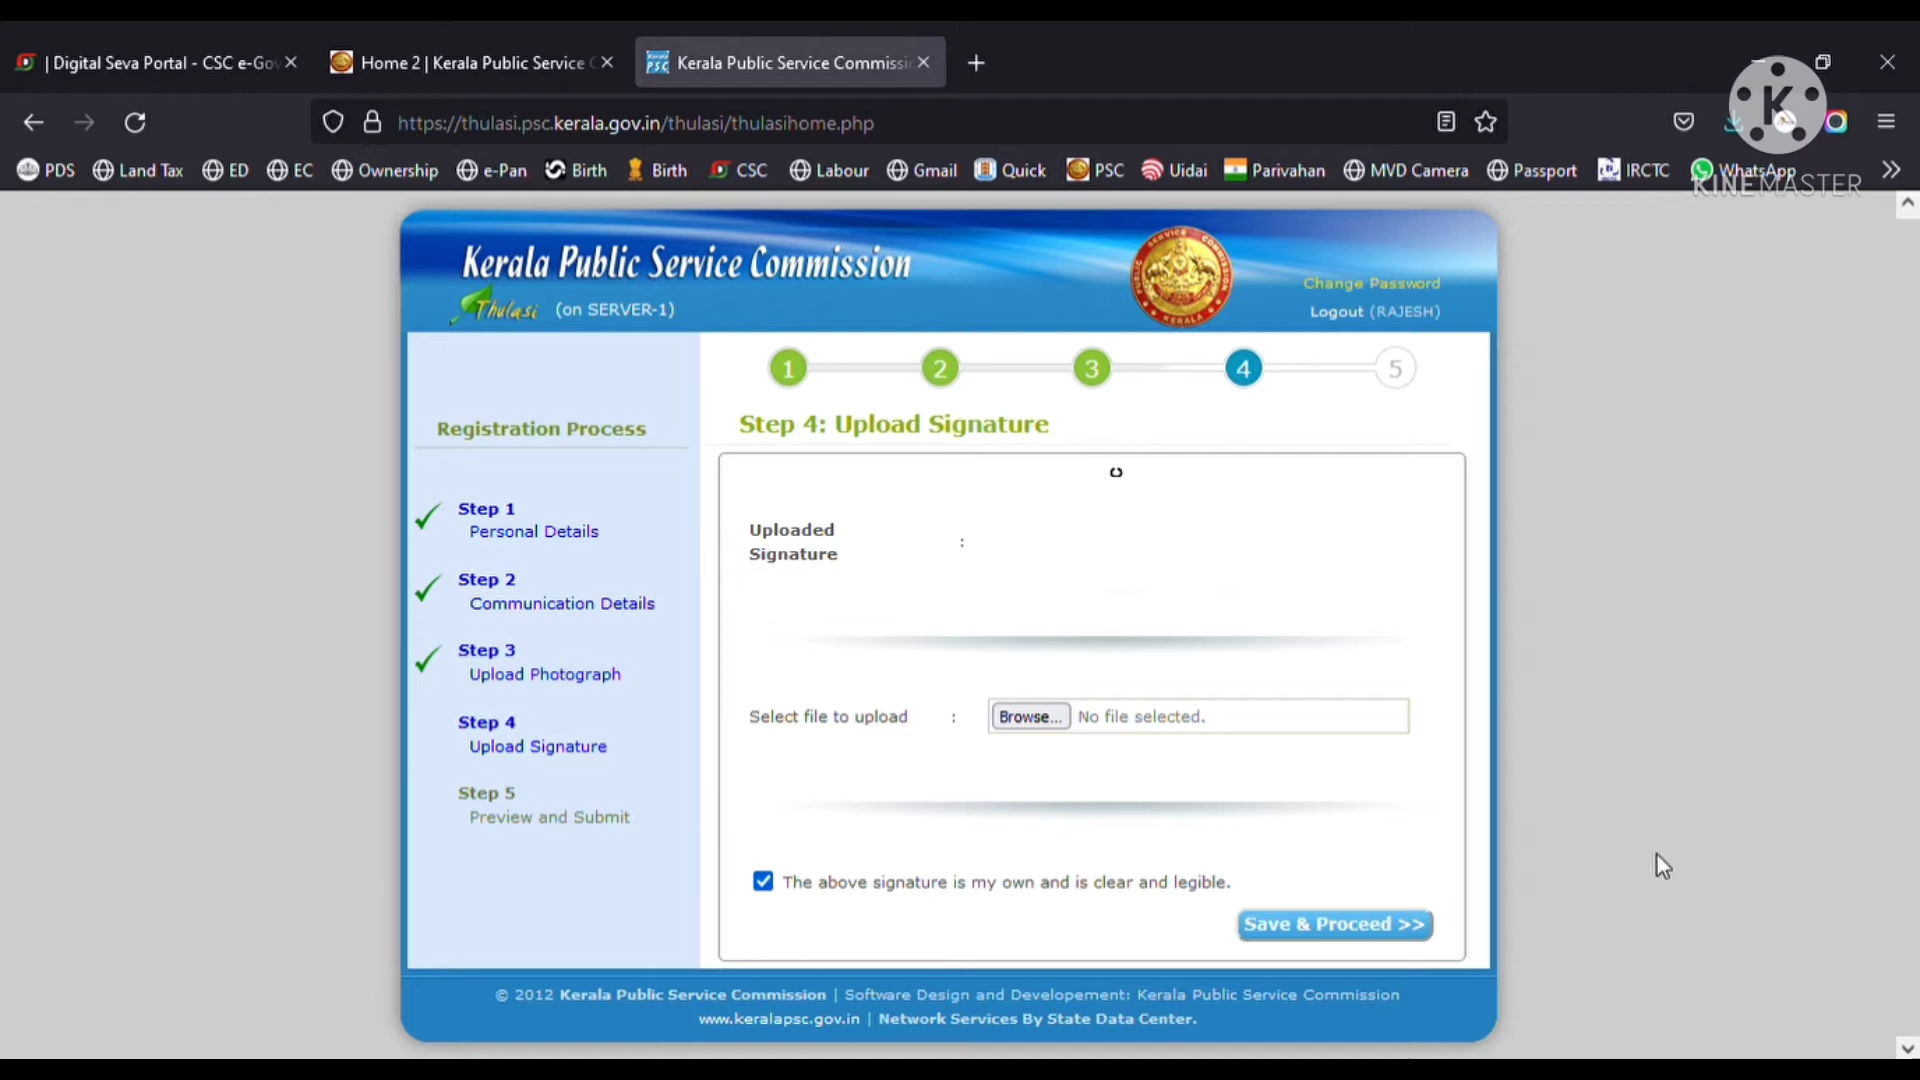 | Digital Seva Portal - CSC e-Gov
Home 2 | Kerala Public Service C
Kerala Public Service Commissi
https://thulasi.psc.kerala.gov.in/thulasi/thulasihome.php
K
PDS Land Tax ED EC Ownership e-Pan Birth Birth CSC Labour Gmail Quick PSC Uidai Parivahan MVD Camera Passport IRCTC WhatsApp
KINEMASTER
Kerala Public Service Commission
Thulasi (on SERVER-1)
Change Password
Logout (RAJESH)
1 2 3 4 5
Registration Process
Step 1
Personal Details
Step 2
Communication Details
Step 3
Upload Photograph
Step 4
Upload Signature
Step 5
Preview and Submit
Step 4: Upload Signature
Uploaded
Signature :
Select file to upload : Browse... No file selected.
The above signature is my own and is clear and legible.
Save & Proceed >>
© 2012 Kerala Public Service Commission | Software Design and Developement: Kerala Public Service Commission
www.keralapsc.gov.in | Network Services By State Data Center.